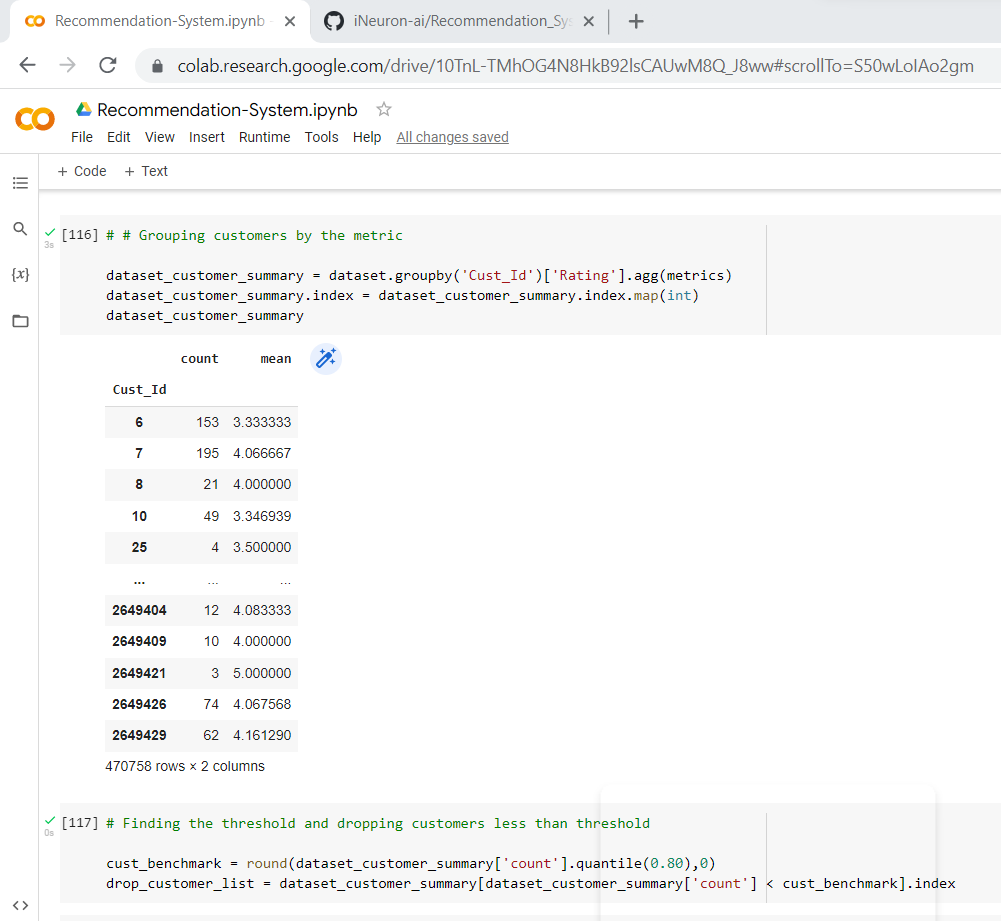 Recommendation-System.ipynb -
iNeuron-ai/Recommendation_Sys
colab.research.google.com/drive/10TnL-TMhOG4N8HkB92lsCAUwM8Q_J8ww#scrollTo=S50wLoIAo2gm
Recommendation-System.ipynb
File Edit View Insert Runtime Tools Help All changes saved
+ Code + Text
[116] # # Grouping customers by the metric
3s
{x}
dataset_customer_summary = dataset.groupby('Cust_Id')['Rating'].agg(metrics)
dataset_customer_summary.index = dataset_customer_summary.index.map(int)
dataset_customer_summary
count mean
Cust_Id
6 153 3.333333
7 195 4.066667
8 21 4.000000
10 49 3.346939
25 4 3.500000
... ... ...
2649404 12 4.083333
2649409 10 4.000000
2649421 3 5.000000
2649426 74 4.067568
2649429 62 4.161290
470758 rows × 2 columns
[117] # Finding the threshold and dropping customers less than threshold
0s
cust_benchmark = round(dataset_customer_summary['count'].quantile(0.80),0)
drop_customer_list = dataset_customer_summary[dataset_customer_summary['count'] < cust_benchmark].index